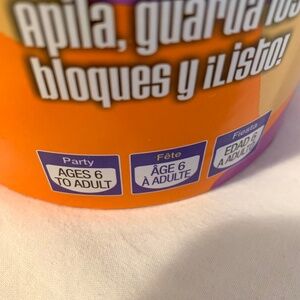 Apila, guarda los
bloques y ¡Listo!
Party
AGES 6
TO ADULT
Fête
ÂGE 6
À ADULTE
Fiesta
EDAD 6
A ADULTO